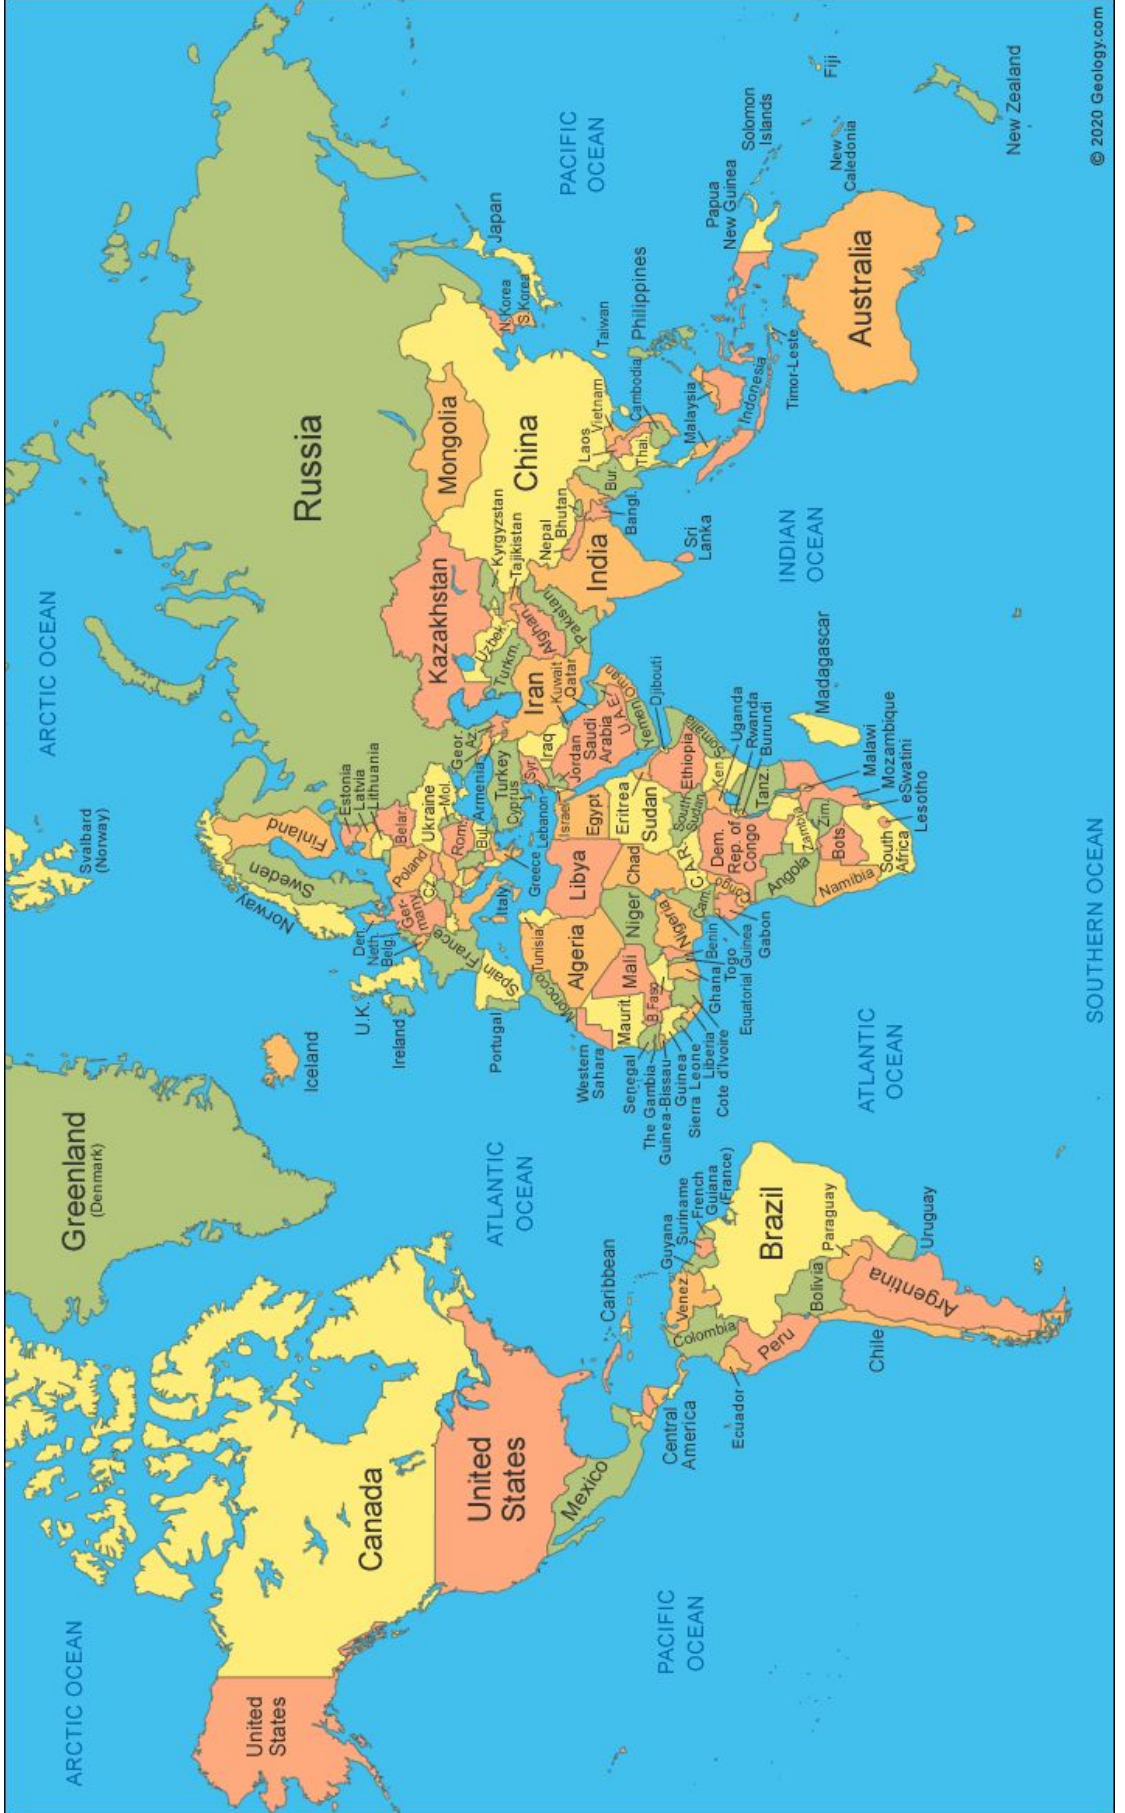 ARCTIC OCEAN
ARCTIC OCEAN
Svalbard
(Norway)
Greenland
(Denmark)
Iceland
United
States
Canada
United
States
Mexico
Central
America
Caribbean
PACIFIC
OCEAN
ATLANTIC
OCEAN
Guyana
Suriname
French
Guiana
(France)
Venez.
Colombia
Ecuador
Peru
Brazil
Bolivia
Paraguay
Chile
Argentina
Uruguay
ATLANTIC
OCEAN
SOUTHERN OCEAN
Norway
Sweden
Finland
Estonia
Latvia
Lithuania
Den.
Neth.
Belg.
U.K.
Ireland
Ger-
many
Poland
Belar.
Ukraine
Mol.
Cz.
Rom.
Bul.
France
Spain
Portugal
Italy
Greece
Geor.
Az.
Armenia
Turkey
Cyprus
Syr.
Lebanon
Israel
Jordan
Iraq
Iran
Kuwait
Qatar
Saudi
Arabia
U.A.E.
Oman
Yemen
Djibouti
Russia
Kazakhstan
Uzbek.
Turkm.
Kyrgyzstan
Tajikistan
Afghan.
Pakistan
Mongolia
China
Nepal
Bhutan
India
Bangl.
Sri
Lanka
Bur.
Laos
Thai.
Vietnam
Cambodia
Malaysia
Indonesia
Timor-Leste
Philippines
Taiwan
N.Korea
S.Korea
Japan
PACIFIC
OCEAN
Papua
New Guinea
Solomon
Islands
Fiji
New
Caledonia
Australia
New Zealand
INDIAN
OCEAN
Morocco
Western
Sahara
Algeria
Tunisia
Libya
Egypt
Maurit.
Mali
Niger
Chad
Sudan
Eritrea
Senegal
The Gambia
Guinea-Bissau
Guinea
Sierra Leone
Liberia
Cote d'Ivoire
B.Faso
Ghana
Togo
Benin
Nigeria
Cam.
C.A.R.
South
Sudan
Ethiopia
Somalia
Equatorial Guinea
Gabon
Congo
Dem.
Rep. of
Congo
Uganda
Ken.
Rwanda
Burundi
Tanz.
Angola
Zambia
Malawi
Mozambique
Zim.
Bots
Namibia
South
Africa
eSwatini
Lesotho
Madagascar
© 2020 Geology.com